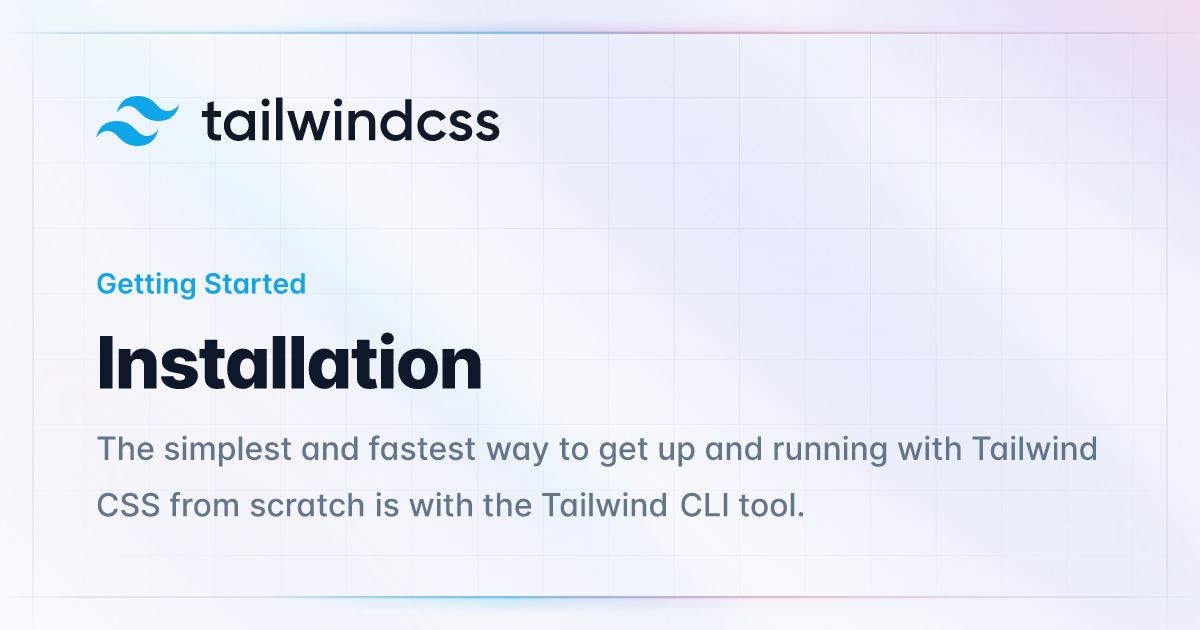 tailwindcss
Getting Started
Installation
The simplest and fastest way to get up and running with Tailwind
CSS from scratch is with the Tailwind CLI tool.